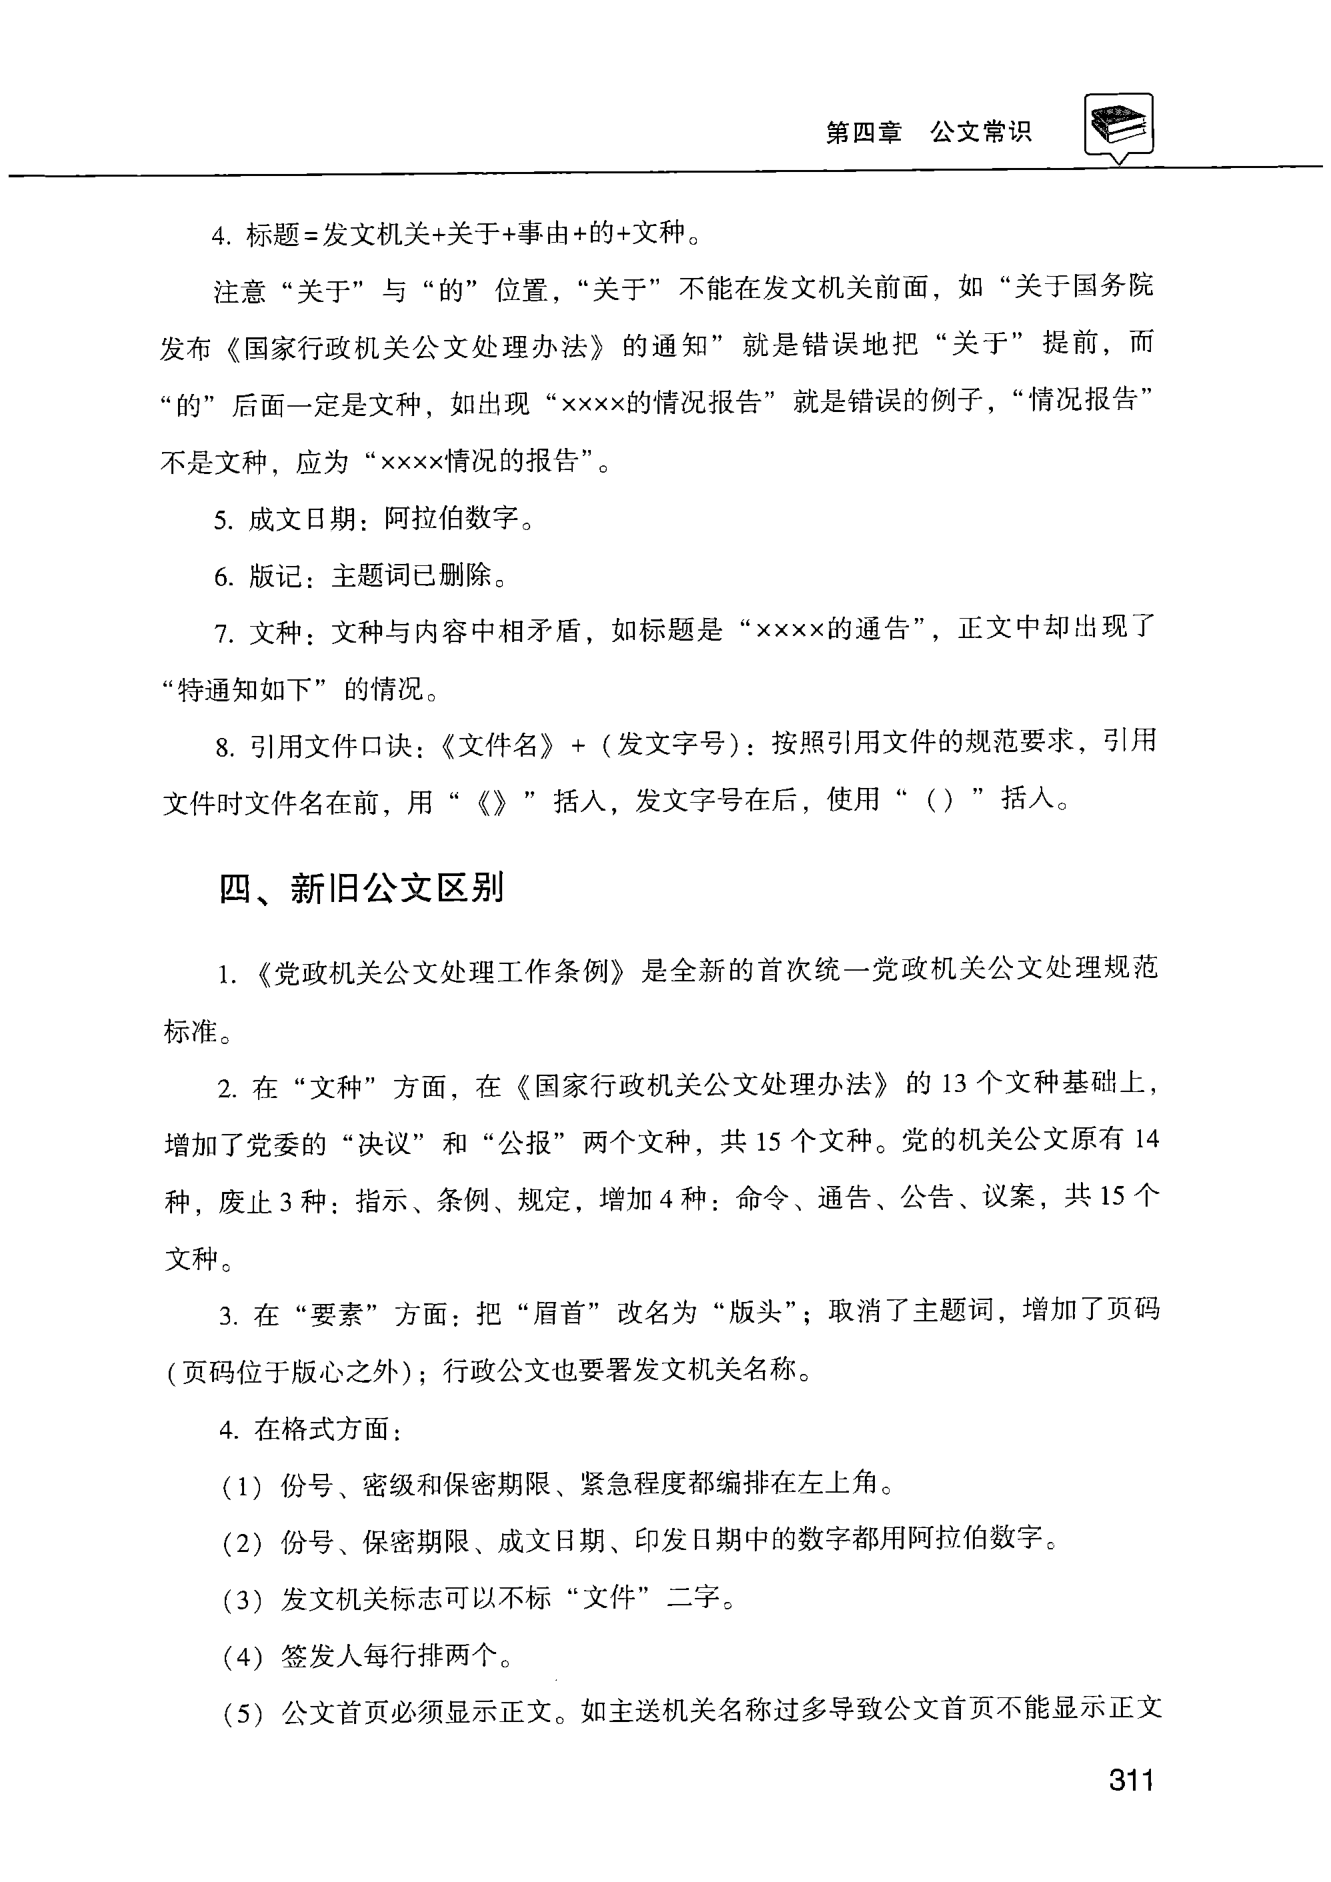 第四章 公文常识
4. 标题=发文机关+关于+事由+的+文种。
注意“关于”与“的”位置，“关于”不能在发文机关前面，如“关于国务院
发布《国家行政机关公文处理办法》的通知”就是错误地把“关于”提前，而
“的”后面一定是文种，如出现“××××的情况报告”就是错误的例子，“情况报告”
不是文种，应为“××××情况的报告”。
5. 成文日期：阿拉伯数字。
6. 版记：主题词已删除。
7. 文种：文种与内容中相矛盾，如标题是“××××的通告”，正文中却出现了
“特通知如下”的情况。
8. 引用文件口诀：《文件名》+（发文字号）：按照引用文件的规范要求，引用
文件时文件名在前，用“《》”括入，发文字号在后，使用“（）”括入。
四、新旧公文区别
1.《党政机关公文处理工作条例》是全新的首次统一党政机关公文处理规范
标准。
2. 在“文种”方面，在《国家行政机关公文处理办法》的 13 个文种基础上，
增加了党委的“决议”和“公报”两个文种，共 15 个文种。党的机关公文原有 14
种，废止 3 种：指示、条例、规定，增加 4 种：命令、通告、公告、议案，共 15 个
文种。
3. 在“要素”方面：把“眉首”改名为“版头”；取消了主题词，增加了页码
（页码位于版心之外）；行政公文也要署发文机关名称。
4. 在格式方面：
（1）份号、密级和保密期限、紧急程度都编排在左上角。
（2）份号、保密期限、成文日期、印发日期中的数字都用阿拉伯数字。
（3）发文机关标志可以不标“文件”二字。
（4）签发人每行排两个。
（5）公文首页必须显示正文。如主送机关名称过多导致公文首页不能显示正文
311